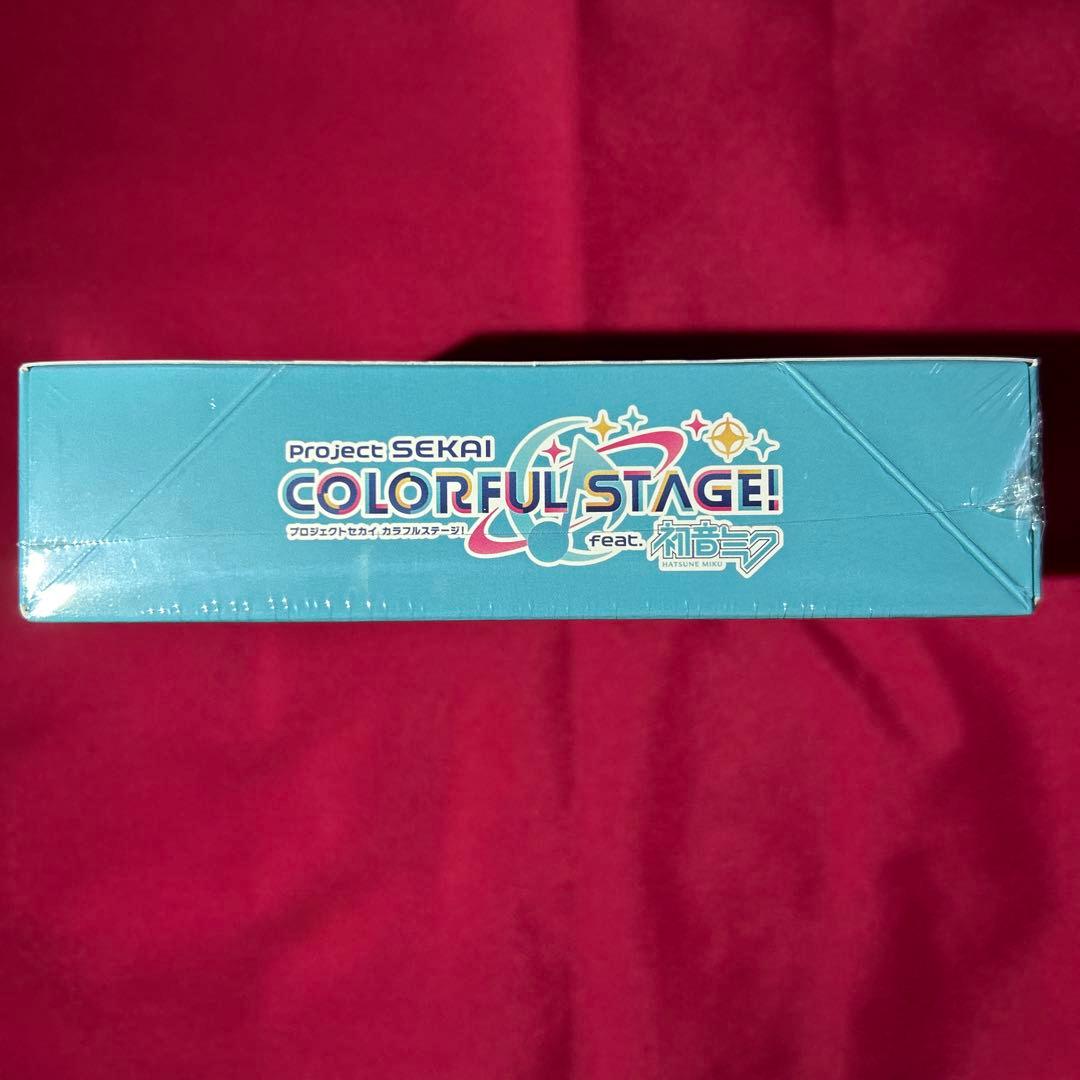 Project SEKAI
COLORFUL STAGE!
プロジェクトセカイ カラフルステージ!
feat. 初音ミク
HATSUNE MIKU